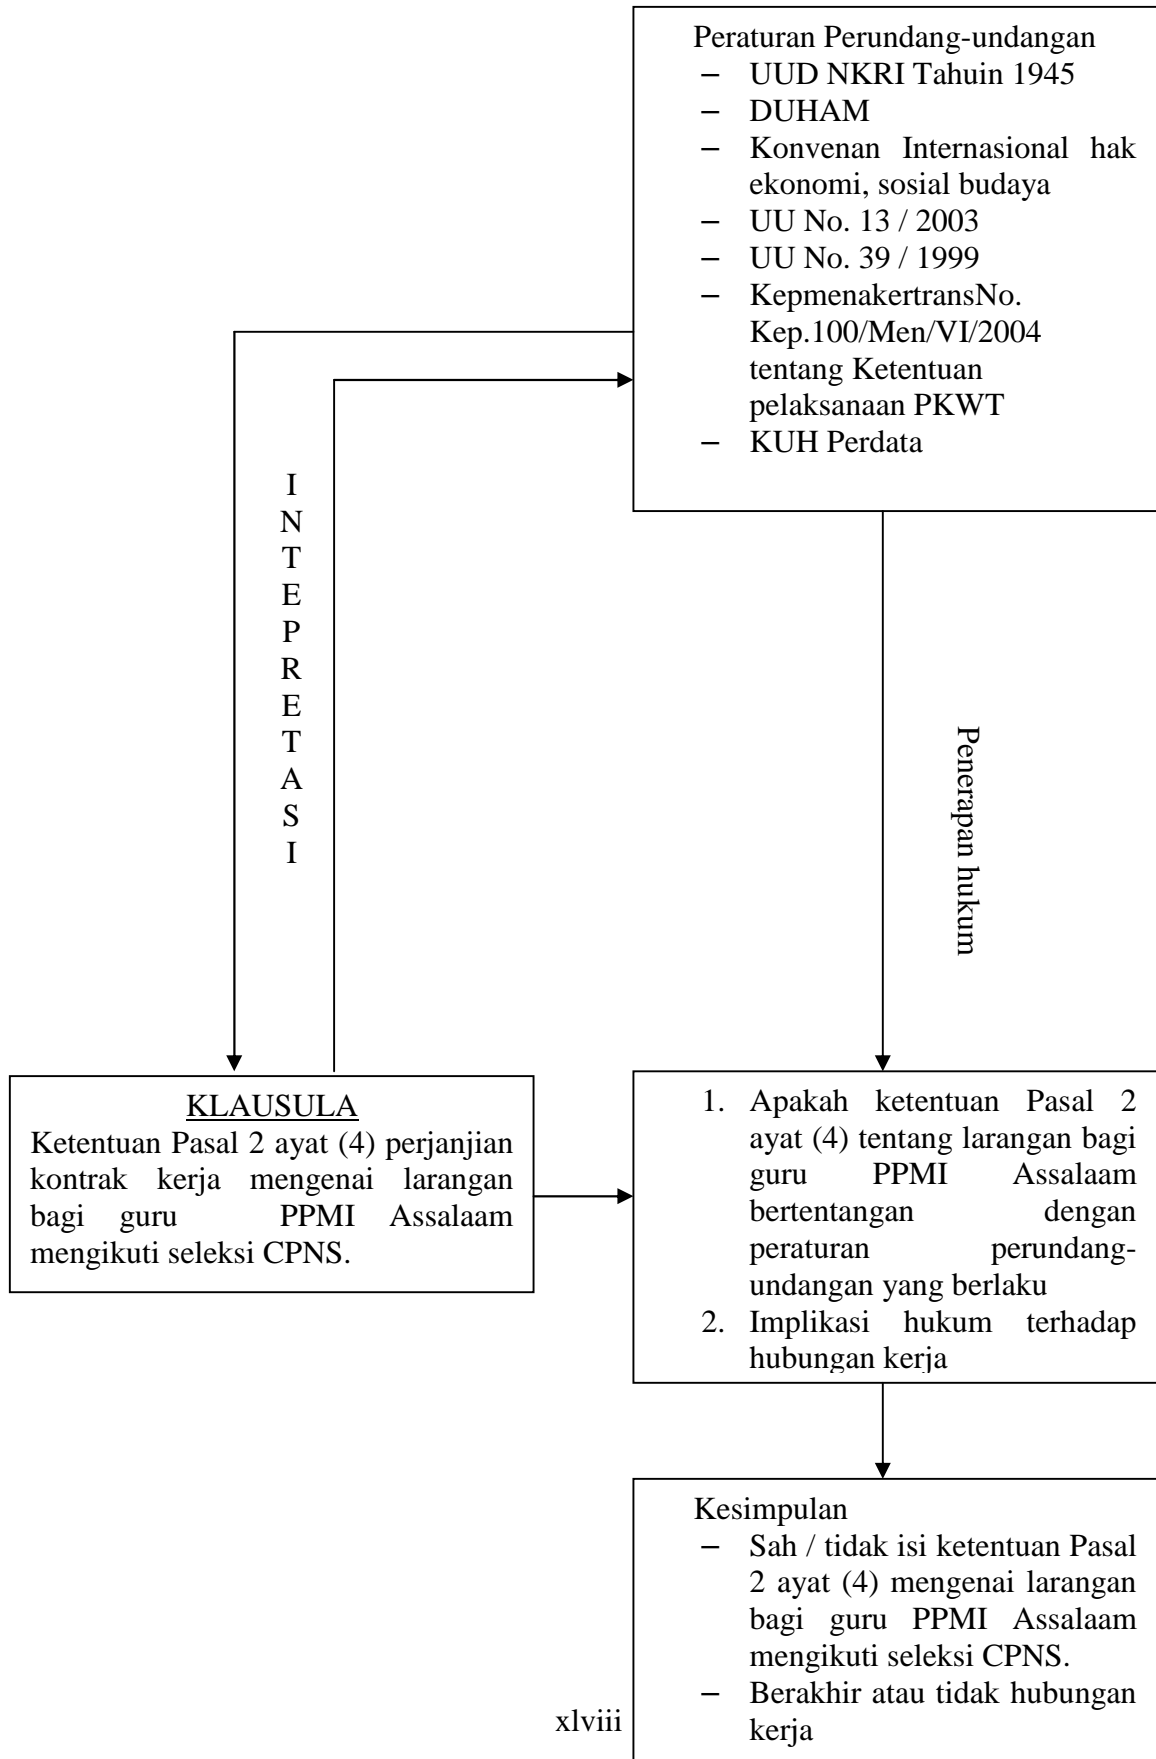 Peraturan Perundang-undangan
– UUD NKRI Tahuin 1945
– DUHAM
– Konvenan Internasional hak
ekonomi, sosial budaya
– UU No. 13 / 2003
– UU No. 39 / 1999
– KepmenakertransNo.
Kep.100/Men/VI/2004
tentang Ketentuan
pelaksanaan PKWT
– KUH Perdata
I
N
T
E
P
R
E
T
A
S
I
Penerapan hukum
KLAUSULA
Ketentuan Pasal 2 ayat (4) perjanjian
kontrak kerja mengenai larangan
bagi guru PPMI Assalaam
mengikuti seleksi CPNS.
1. Apakah ketentuan Pasal 2
ayat (4) tentang larangan bagi
guru PPMI Assalaam
bertentangan dengan
peraturan perundang-
undangan yang berlaku
2. Implikasi hukum terhadap
hubungan kerja
Kesimpulan
– Sah / tidak isi ketentuan Pasal
2 ayat (4) mengenai larangan
bagi guru PPMI Assalaam
mengikuti seleksi CPNS.
– Berakhir atau tidak hubungan
kerja
xlviii